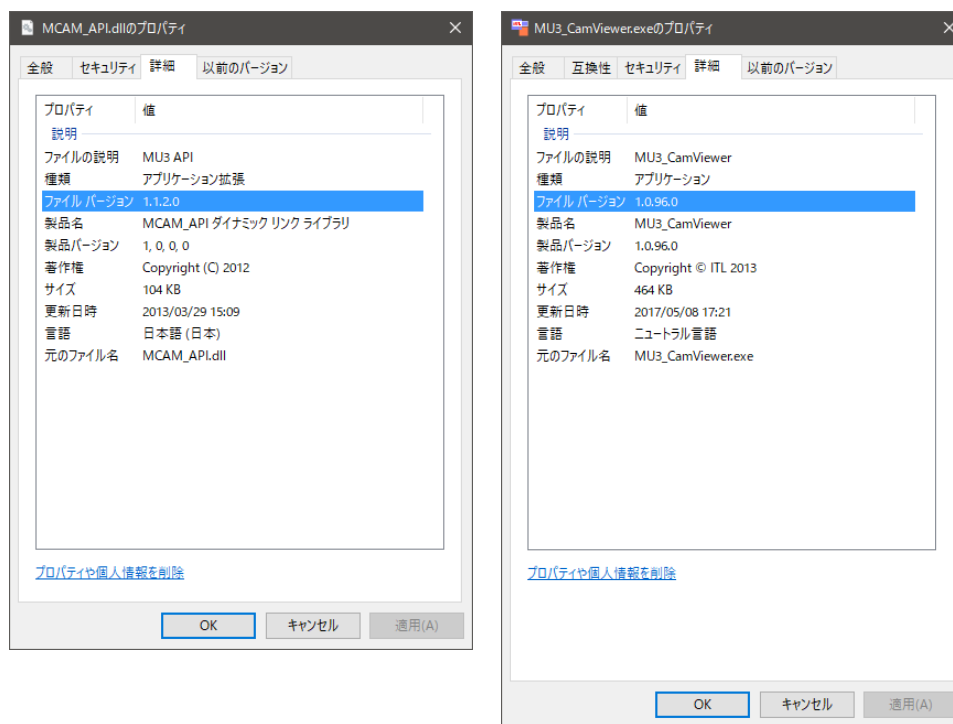 MCAM_API.dllのプロパティ
全般 セキュリティ 詳細 以前のバージョン
プロパティ 値
説明
ファイルの説明 MU3 API
種類 アプリケーション拡張
ファイル バージョン 1.1.2.0
製品名 MCAM_API ダイナミック リンク ライブラリ
製品バージョン 1, 0, 0, 0
著作権 Copyright (C) 2012
サイズ 104 KB
更新日時 2013/03/29 15:09
言語 日本語 (日本)
元のファイル名 MCAM_API.dll
プロパティや個人情報を削除
OK キャンセル 適用(A)
MU3_CamViewer.exeのプロパティ
全般 互換性 セキュリティ 詳細 以前のバージョン
プロパティ 値
説明
ファイルの説明 MU3_CamViewer
種類 アプリケーション
ファイル バージョン 1.0.96.0
製品名 MU3_CamViewer
製品バージョン 1.0.96.0
著作権 Copyright © ITL 2013
サイズ 464 KB
更新日時 2017/05/08 17:21
言語 ニュートラル言語
元のファイル名 MU3_CamViewer.exe
プロパティや個人情報を削除
OK キャンセル 適用(A)